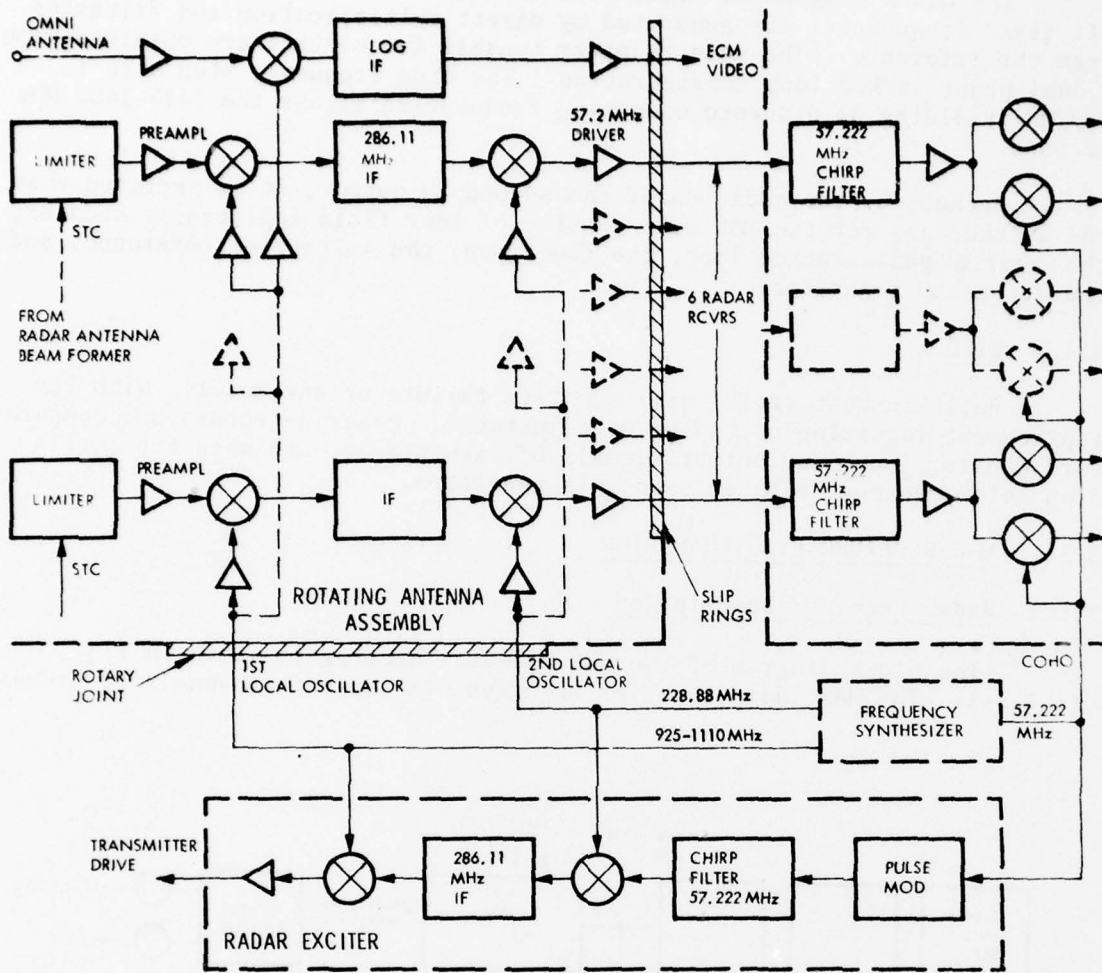 OMNI
ANTENNA
LOG
IF
ECM
VIDEO
LIMITER
PREAMPL
286.11
MHz
IF
57.2 MHz
DRIVER
57.222
MHz
CHIRP
FILTER
STC
FROM
RADAR ANTENNA
BEAM FORMER
6 RADAR
RCVRS
LIMITER
PREAMPL
IF
57.222
MHz
CHIRP
FILTER
STC
ROTATING ANTENNA
ASSEMBLY
SLIP
RINGS
ROTARY
JOINT
1ST
LOCAL OSCILLATOR
2ND LOCAL
OSCILLATOR
COHO
228.88 MHz
925-1110 MHz
FREQUENCY
SYNTHESIZER
57.222
MHz
TRANSMITTER
DRIVE
286.11
MHz
IF
CHIRP
FILTER
57.222 MHz
PULSE
MOD
RADAR EXCITER